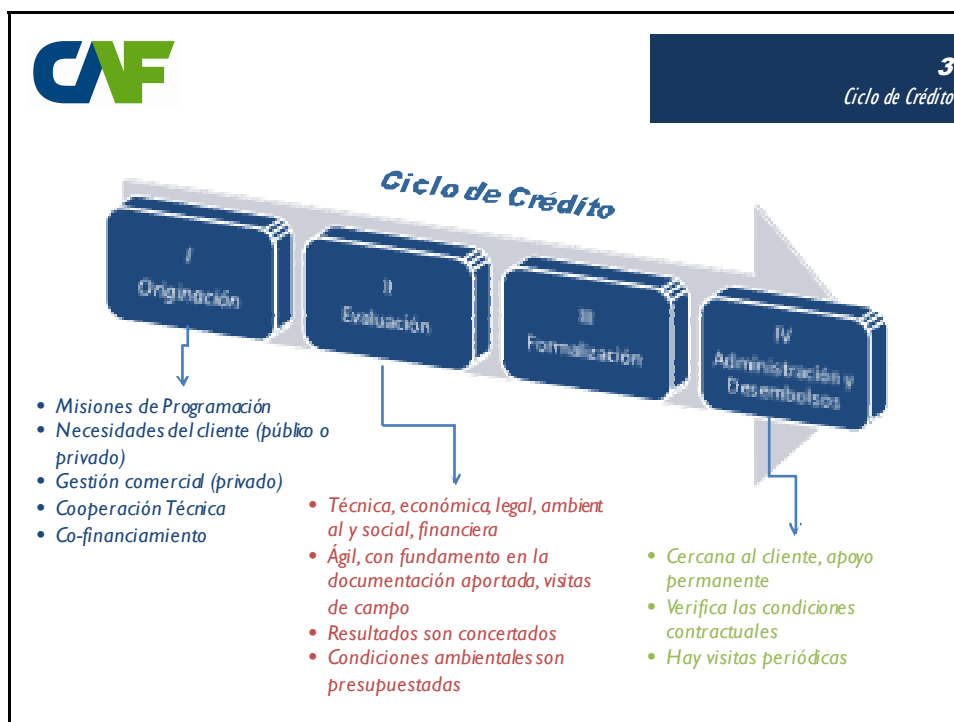 CAF
3
Ciclo de Crédito
Ciclo de Crédito
I
Originación
II
Evaluación
III
Formalización
IV
Administración y
Desembolsos
• Misiones de Programación
• Necesidades del cliente (público o
privado)
• Gestión comercial (privado)
• Cooperación Técnica
• Co-financiamiento
• Técnica, económica, legal, ambient
al y social, financiera
• Ágil, con fundamento en la
documentación aportada, visitas
de campo
• Resultados son concertados
• Condiciones ambientales son
presupuestadas
• Cercana al cliente, apoyo
permanente
• Verifica las condiciones
contractuales
• Hay visitas periódicas